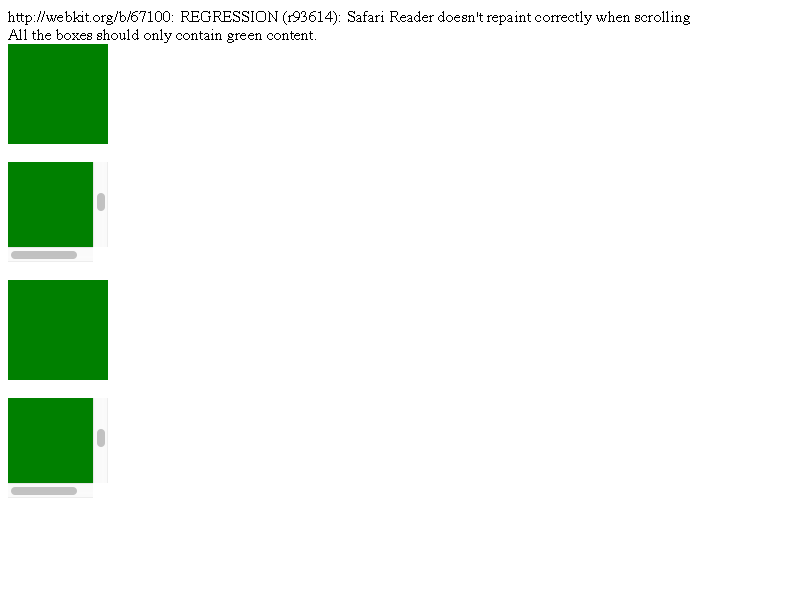 http://webkit.org/b/67100: REGRESSION (r93614): Safari Reader doesn't repaint correctly when scrolling
All the boxes should only contain green content.